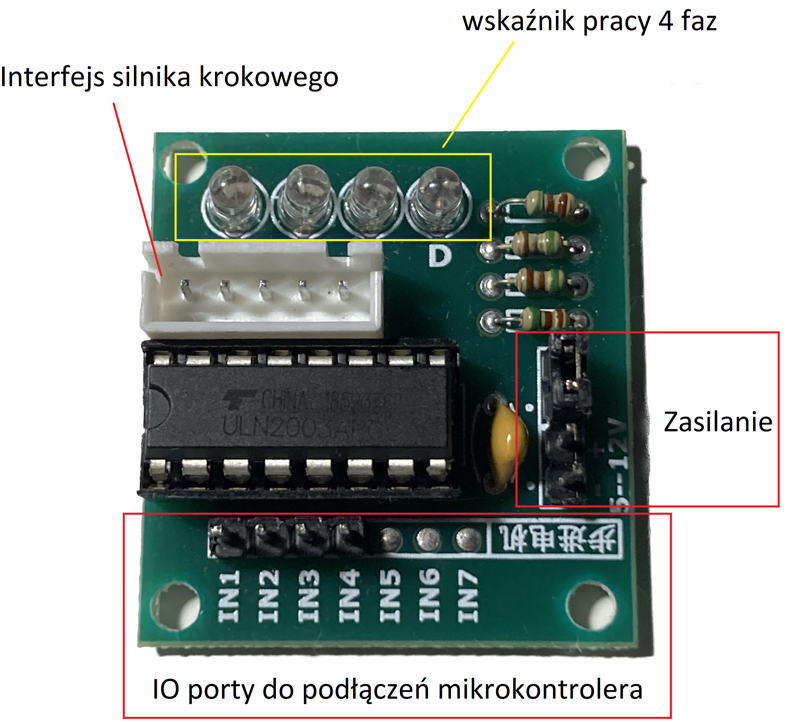 wskaźnik pracy 4 faz
Interfejs silnika krokowego
D
CHINA
ULN2003AP
Zasilanie
- +
5--12V
步进电机
IN1 IN2 IN3 IN4 IN5 IN6 IN7
IO porty do podłączeń mikrokontrolera